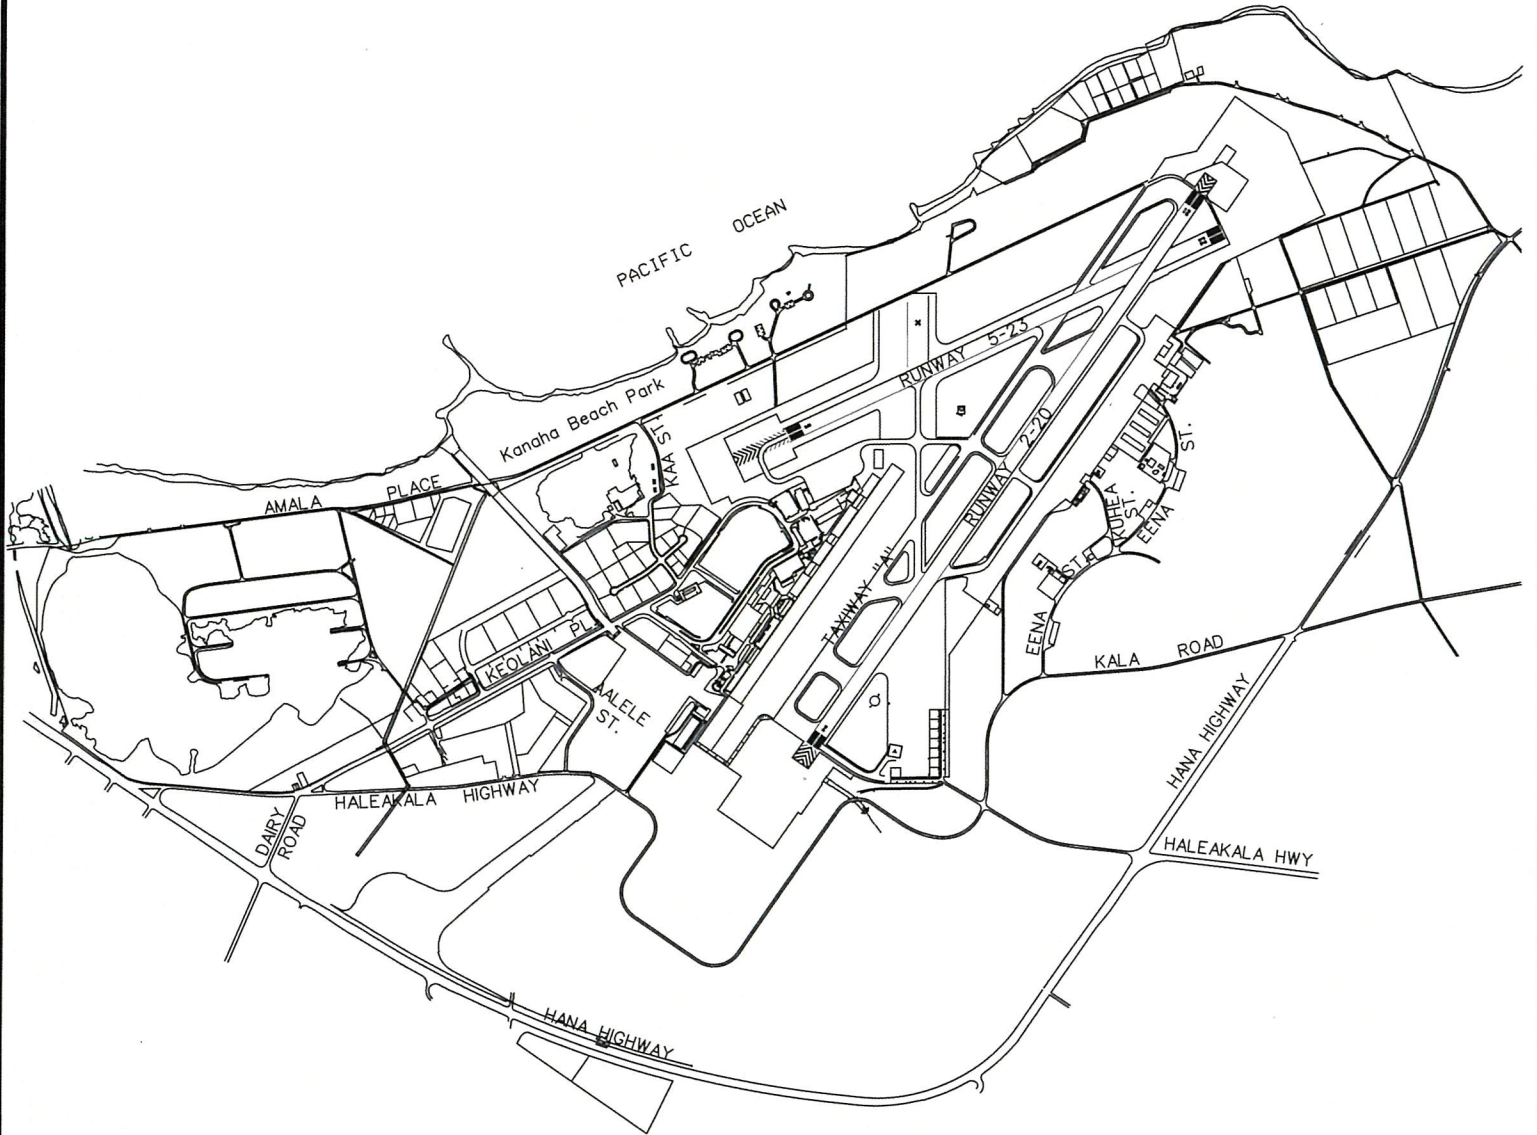 PACIFIC OCEAN
Kanaha Beach Park
RUNWAY 5-23
KAA ST.
AMALA PLACE
RUNWAY 2-20
ST.
KUHEA
ST.
EENA
TAXIWAY "A"
EENA ST.
KEOLANI PL.
KALA ROAD
AALELE
ST.
HANA HIGHWAY
HALEAKALA HIGHWAY
DAIRY
ROAD
HALEAKALA HWY
HANA HIGHWAY